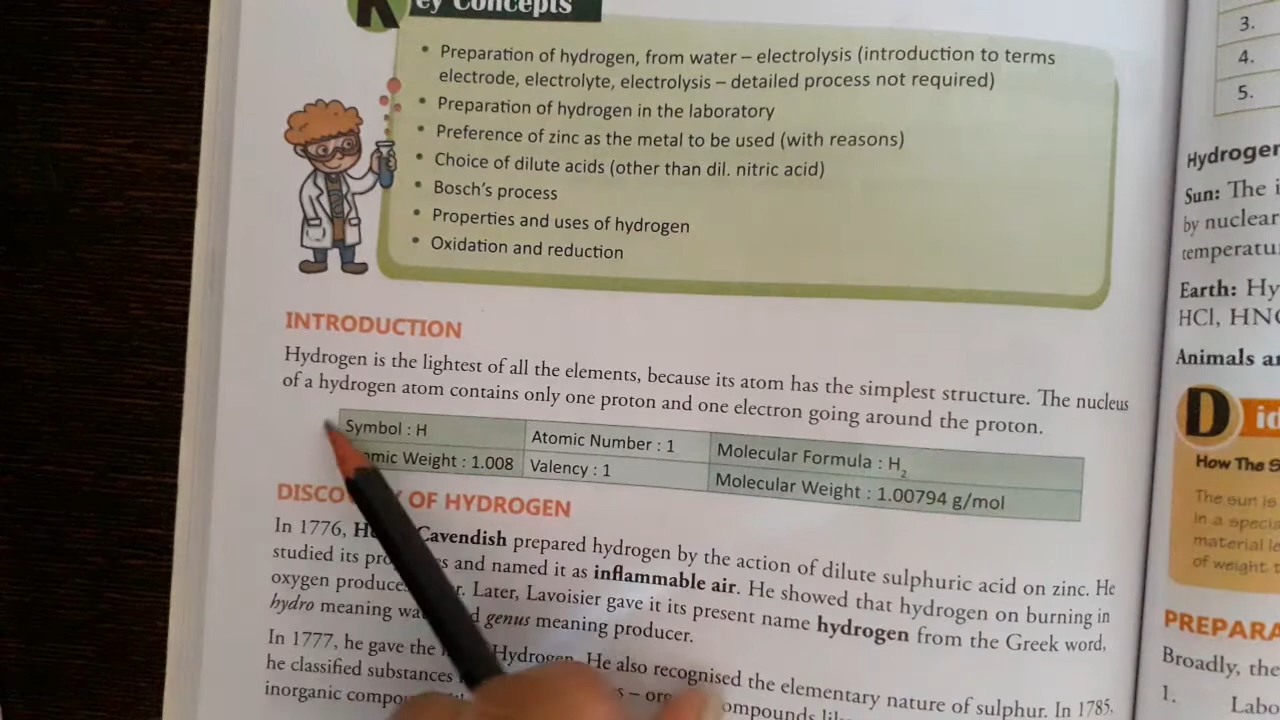 ey Concepts
• Preparation of hydrogen, from water – electrolysis (introduction to terms
electrode, electrolyte, electrolysis – detailed process not required)
• Preparation of hydrogen in the laboratory
• Preference of zinc as the metal to be used (with reasons)
• Choice of dilute acids (other than dil. nitric acid)
• Bosch's process
• Properties and uses of hydrogen
• Oxidation and reduction
INTRODUCTION
Hydrogen is the lightest of all the elements, because its atom has the simplest structure. The nucleus
of a hydrogen atom contains only one proton and one electron going around the proton.
Symbol : H Atomic Number : 1 Molecular Formula : H₂
omic Weight : 1.008 Valency : 1 Molecular Weight : 1.00794 g/mol
DISCO Y OF HYDROGEN
In 1776, H Cavendish prepared hydrogen by the action of dilute sulphuric acid on zinc. He
studied its pro s and named it as inflammable air. He showed that hydrogen on burning in
oxygen produce r. Later, Lavoisier gave it its present name hydrogen from the Greek word,
hydro meaning wa d genus meaning producer.
In 1777, he gave the Hydrogen. He also recognised the elementary nature of sulphur. In 1785,
he classified substances s – or ompounds lik
inorganic compo
3.
4.
5.
Hydrogen
Sun: The i
by nuclear
temperatu
Earth: Hy
HCl, HNO
Animals a
D id
How The S
The sun is
In a specia
material le
of weight t
PREPARA
Broadly, the
1. Labo